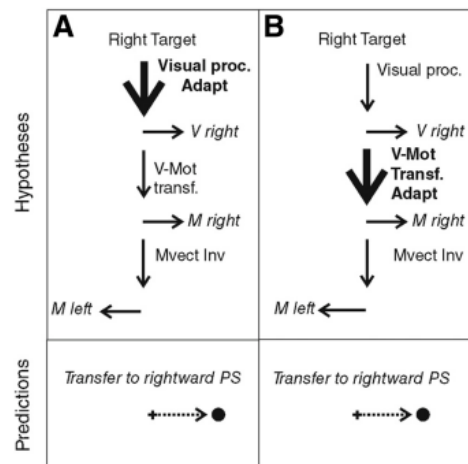 A
Right Target
Visual proc.
Adapt
V right
V-Mot
transf.
M right
Mvect Inv
M left
B
Right Target
Visual proc.
V right
V-Mot
Transf.
Adapt
M right
Mvect Inv
M left
Hypotheses
Transfer to rightward PS
Transfer to rightward PS
Predictions